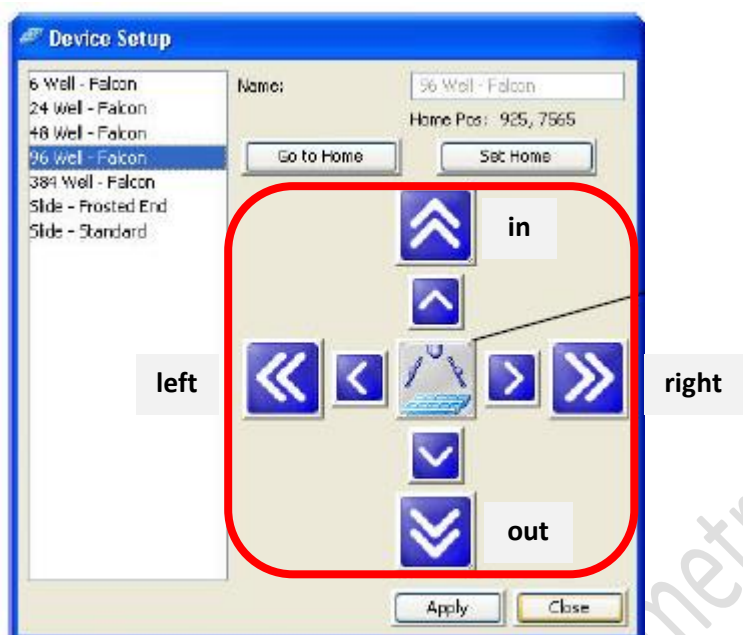 Device Setup
6 Well - Falcon
24 Well - Falcon
48 Well - Falcon
96 Well - Falcon
384 Well - Falcon
Slide - Frosted End
Slide - Standard
Name: 96 Well - Falcon
Home Pos: 925, 7565
Go to Home Set Home
in
left right
out
Apply Close